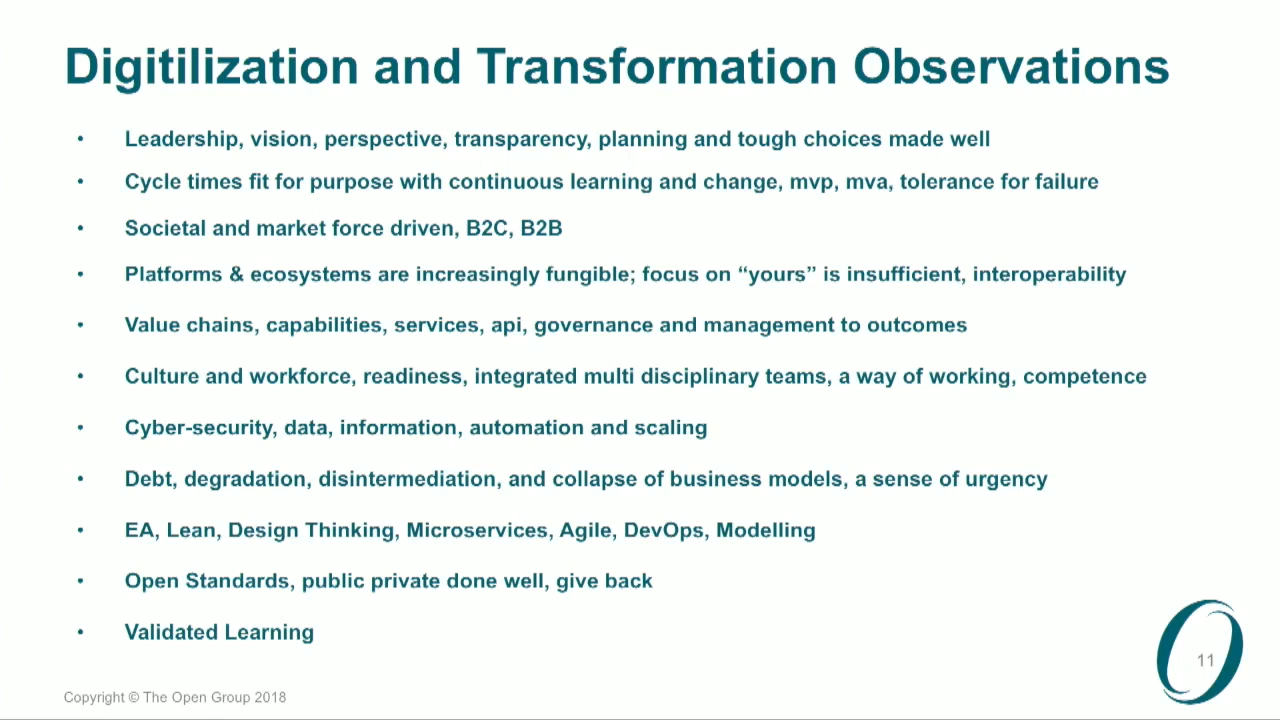 Digitilization and Transformation Observations
• Leadership, vision, perspective, transparency, planning and tough choices made well
• Cycle times fit for purpose with continuous learning and change, mvp, mva, tolerance for failure
• Societal and market force driven, B2C, B2B
• Platforms & ecosystems are increasingly fungible; focus on “yours” is insufficient, interoperability
• Value chains, capabilities, services, api, governance and management to outcomes
• Culture and workforce, readiness, integrated multi disciplinary teams, a way of working, competence
• Cyber-security, data, information, automation and scaling
• Debt, degradation, disintermediation, and collapse of business models, a sense of urgency
• EA, Lean, Design Thinking, Microservices, Agile, DevOps, Modelling
• Open Standards, public private done well, give back
• Validated Learning
11
Copyright © The Open Group 2018